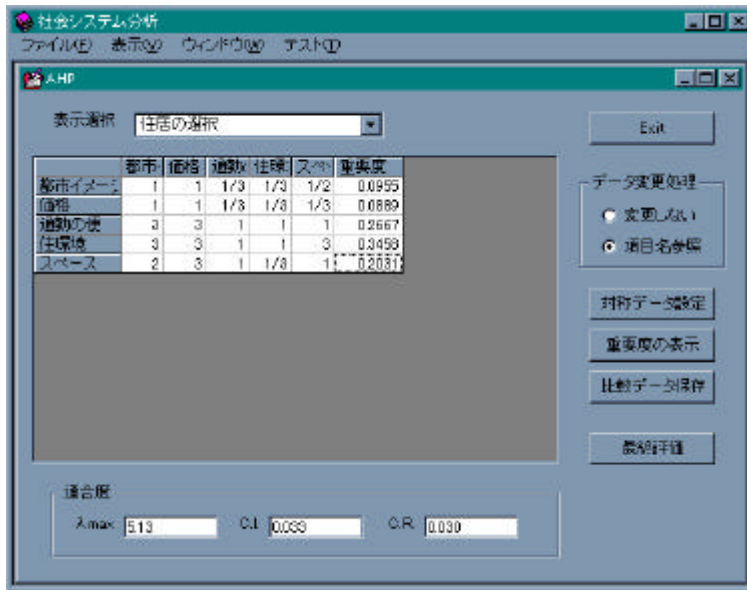 社会システム分析
ファイル(F) 表示(V) ウィンドウ(W) テスト(T)
AHP
表示選択 住居の選択
Exit
都市 価格 通勤 住環 スペ 重要度
都市イメージ 1 1 1/3 1/3 1/2 0.0955
価格 1 1 1/3 1/3 1/3 0.0889
通勤の便 3 3 1 1 1 0.2667
住環境 3 3 1 1 3 0.3458
スペース 2 3 1 1/3 1 0.2031
データ変更処理
変更しない
項目名参照
対称データ設定
重要度の表示
比較データ保存
最終評価
適合度
λmax 5.13 C.I. 0.033 C.R. 0.030